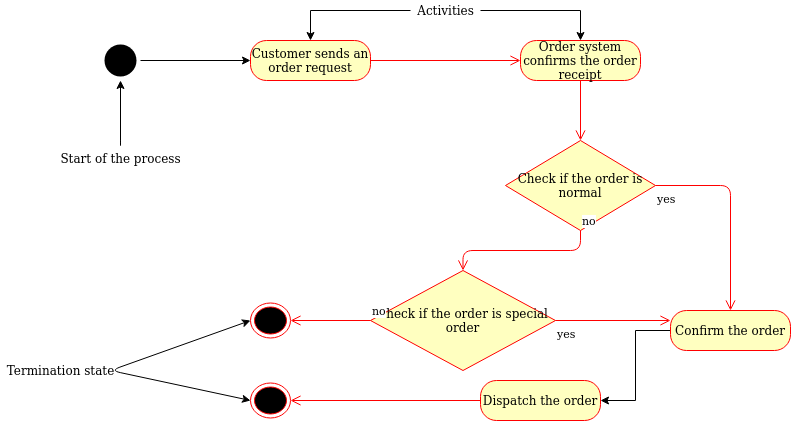 Activities
Customer sends an
order request
Order system
confirms the order
receipt
Start of the process
Check if the order is
normal
yes
no
no
heck if the order is special
order
yes
Confirm the order
Termination state
Dispatch the order